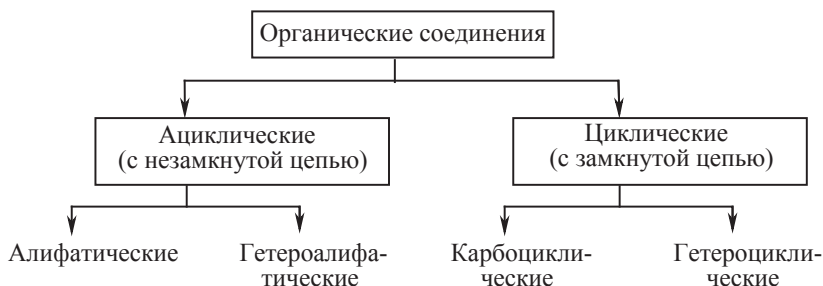 Органические соединения
Ациклические
(с незамкнутой цепью)
Циклические
(с замкнутой цепью)
Алифатические
Гетероалифа-
тические
Карбоцикли-
ческие
Гетероцикли-
ческие